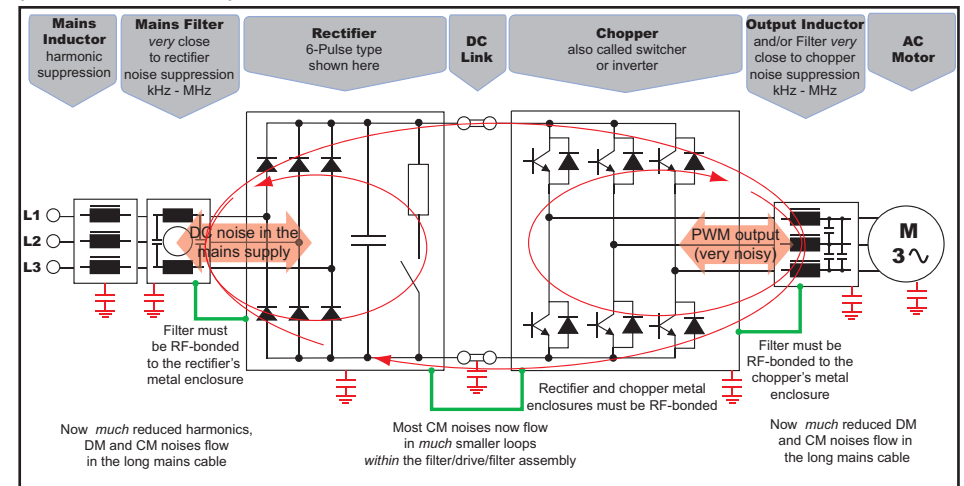 Mains
Inductor
harmonic
suppression
Mains Filter
very close
to rectifier
noise suppression
kHz - MHz
Rectifier
6-Pulse type
shown here
DC
Link
Chopper
also called switcher
or inverter
Output Inductor
and/or Filter very
close to chopper
noise suppression
kHz - MHz
AC
Motor
L1
L2
L3
DC noise in the
mains supply
PWM output
(very noisy)
M
3∿
Filter must
be RF-bonded
to the rectifier's
metal enclosure
Rectifier and chopper metal
enclosures must be RF-bonded
Filter must be
RF-bonded to the
chopper's metal
enclosure
Now much reduced harmonics,
DM and CM noises flow
in the long mains cable
Most CM noises now flow
in much smaller loops
within the filter/drive/filter assembly
Now much reduced DM
and CM noises flow in
the long mains cable